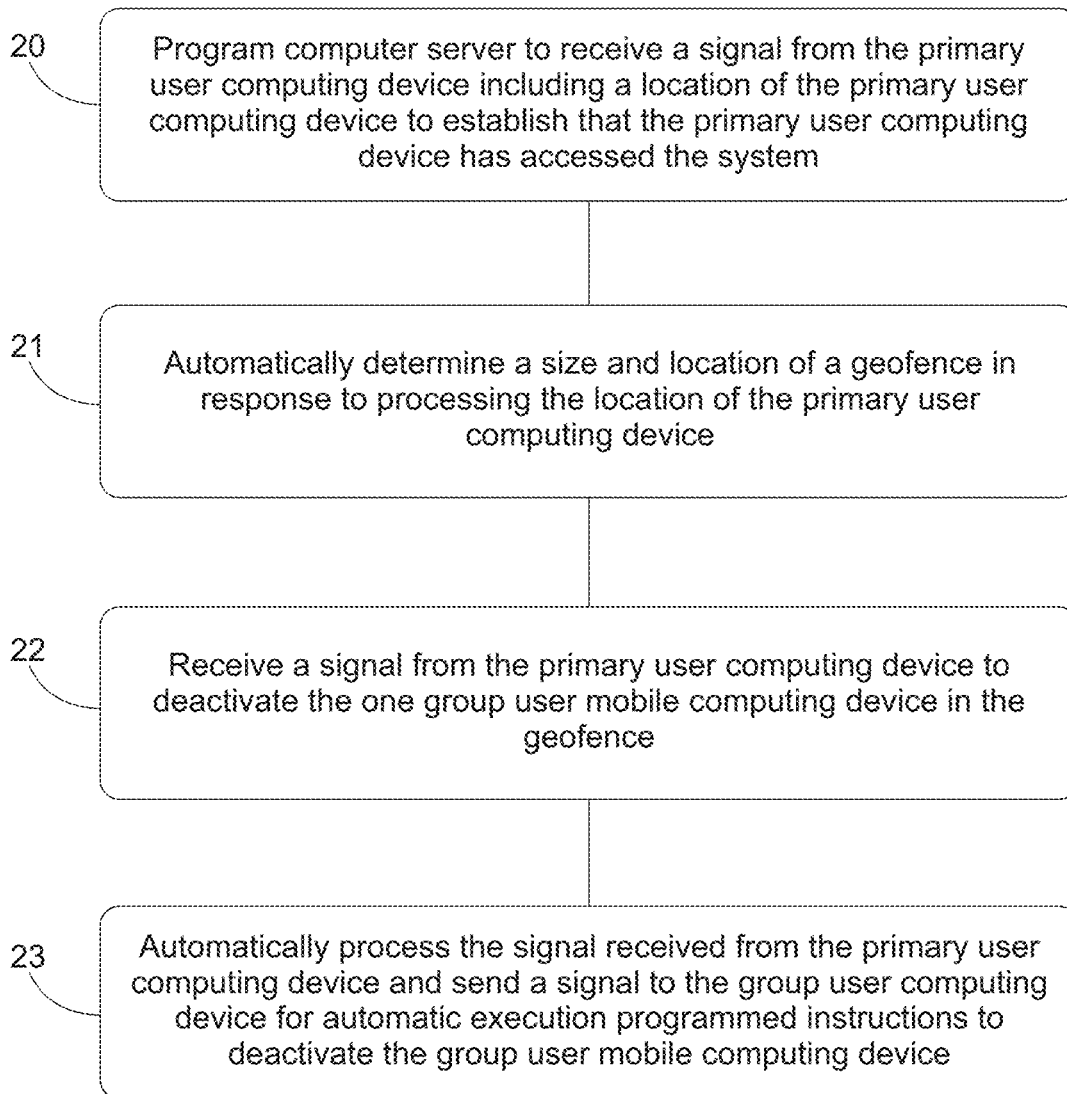 20
Program computer server to receive a signal from the primary
user computing device including a location of the primary user
computing device to establish that the primary user computing
device has accessed the system
21
Automatically determine a size and location of a geofence in
response to processing the location of the primary user
computing device
22
Receive a signal from the primary user computing device to
deactivate the one group user mobile computing device in the
geofence
23
Automatically process the signal received from the primary user
computing device and send a signal to the group user computing
device for automatic execution programmed instructions to
deactivate the group user mobile computing device